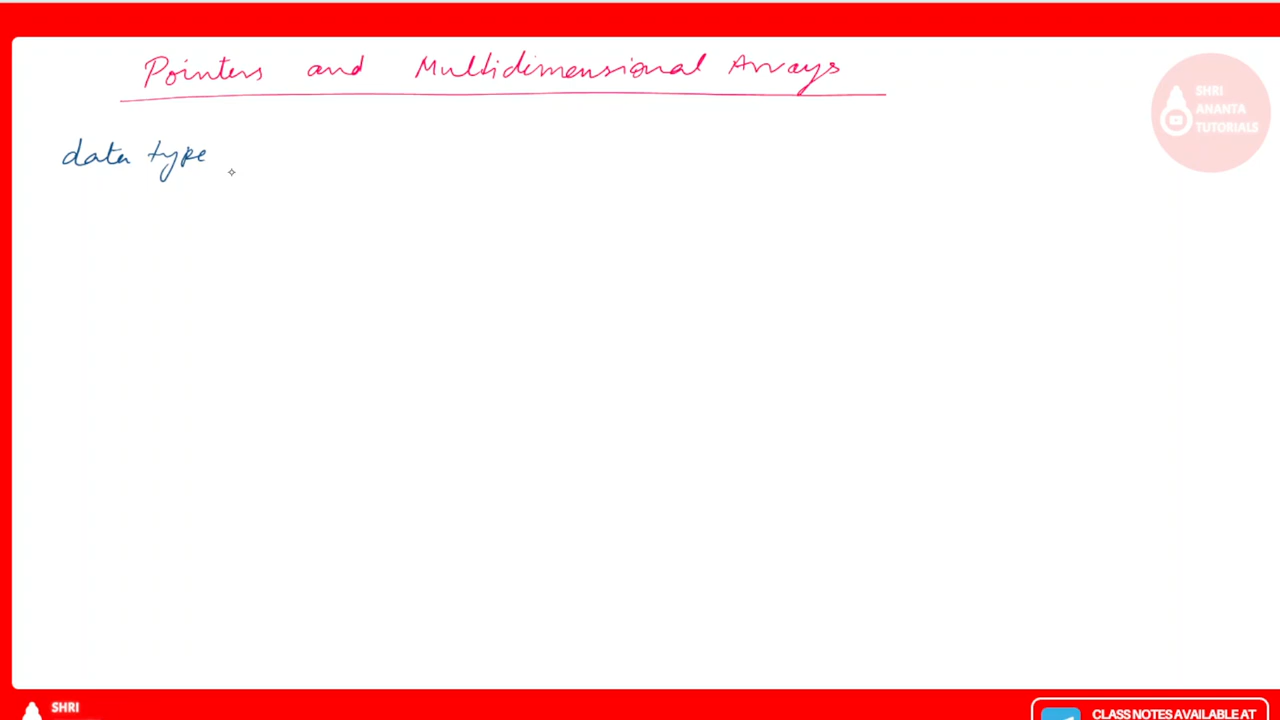 Pointers and Multidimensional Arrays
SHRI
ANANTA
TUTORIALS
data type
SHRI
CLASS NOTES AVAILABLE AT